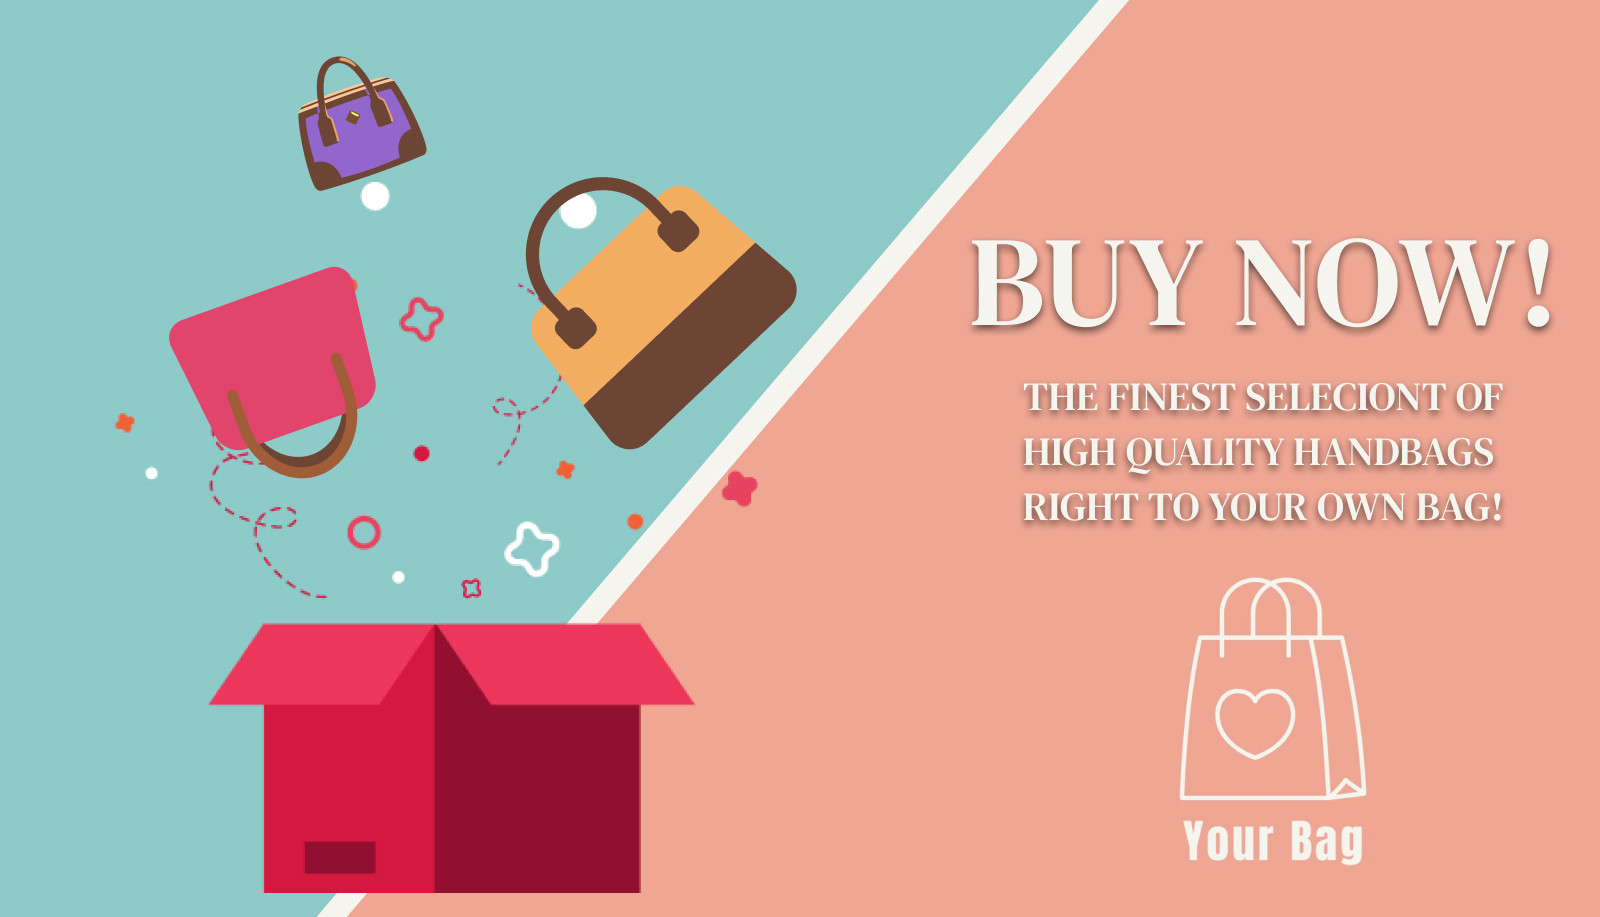 BUY NOW!
THE FINEST SELECIONT OF
HIGH QUALITY HANDBAGS
RIGHT TO YOUR OWN BAG!
Your Bag